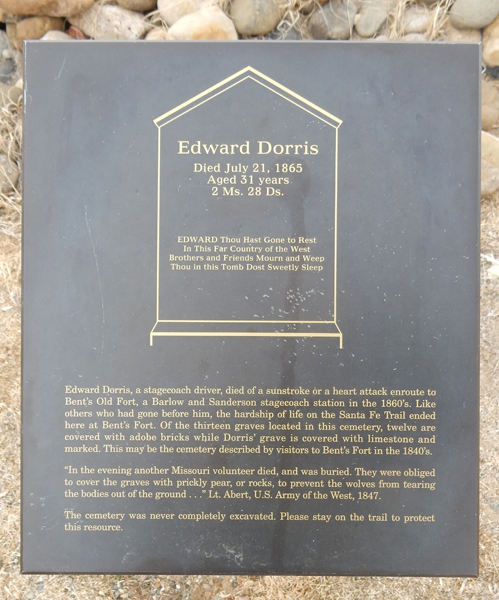 Edward Dorris
Died July 21, 1865
Aged 31 years
2 Ms. 28 Ds.
EDWARD Thou Hast Gone to Rest
In This Far Country of the West
Brothers and Friends Mourn and Weep
Thou in this Tomb Dost Sweetly Sleep
Edward Dorris, a stagecoach driver, died of a sunstroke or a heart attack enroute to
Bent's Old Fort, a Barlow and Sanderson stagecoach station in the 1860's. Like
others who had gone before him, the hardship of life on the Santa Fe Trail ended
here at Bent's Fort. Of the thirteen graves located in this cemetery, twelve are
covered with adobe bricks while Dorris' grave is covered with limestone and
marked. This may be the cemetery described by visitors to Bent's Fort in the 1840's.
"In the evening another Missouri volunteer died, and was buried. They were obliged
to cover the graves with prickly pear, or rocks, to prevent the wolves from tearing
the bodies out of the ground . . ." Lt. Abert, U.S. Army of the West, 1847.
The cemetery was never completely excavated. Please stay on the trail to protect
this resource.